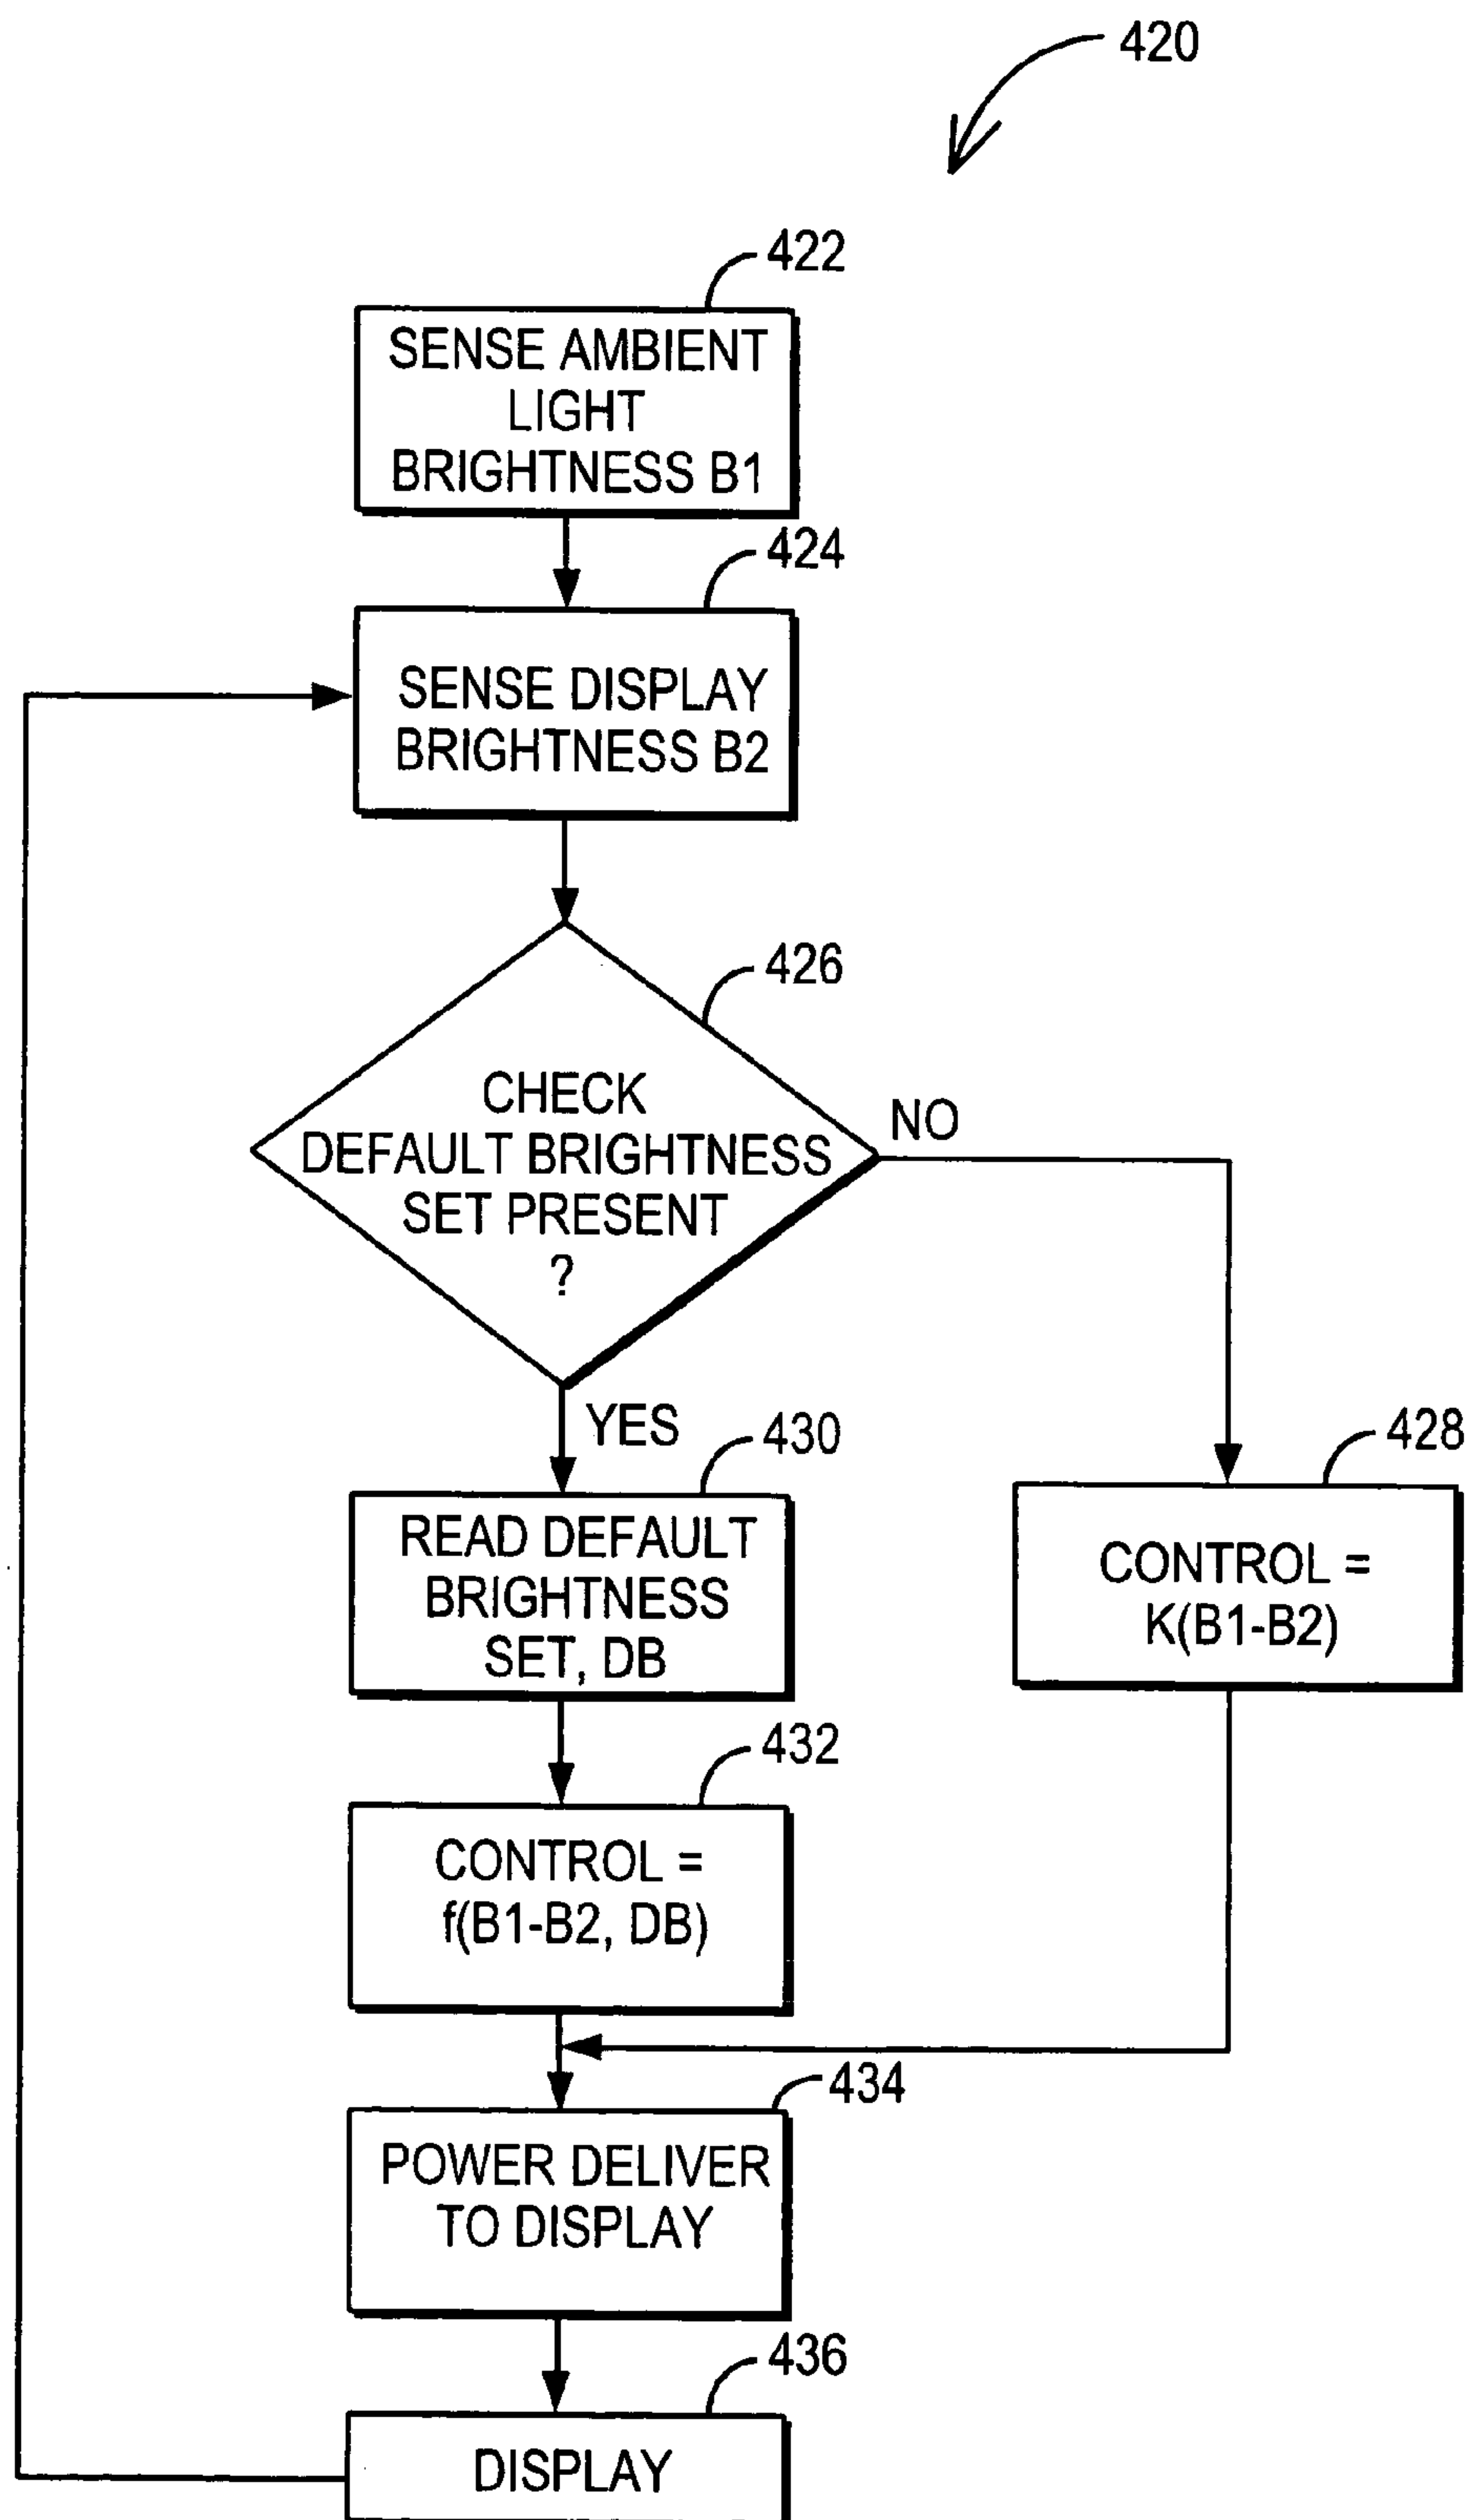 420
422
SENSE AMBIENT
LIGHT
BRIGHTNESS B1
424
SENSE DISPLAY
BRIGHTNESS B2
426
CHECK
DEFAULT BRIGHTNESS
SET PRESENT
?
NO
YES
430
READ DEFAULT
BRIGHTNESS
SET, DB
428
CONTROL =
K(B1-B2)
432
CONTROL =
f(B1-B2, DB)
434
POWER DELIVER
TO DISPLAY
436
DISPLAY